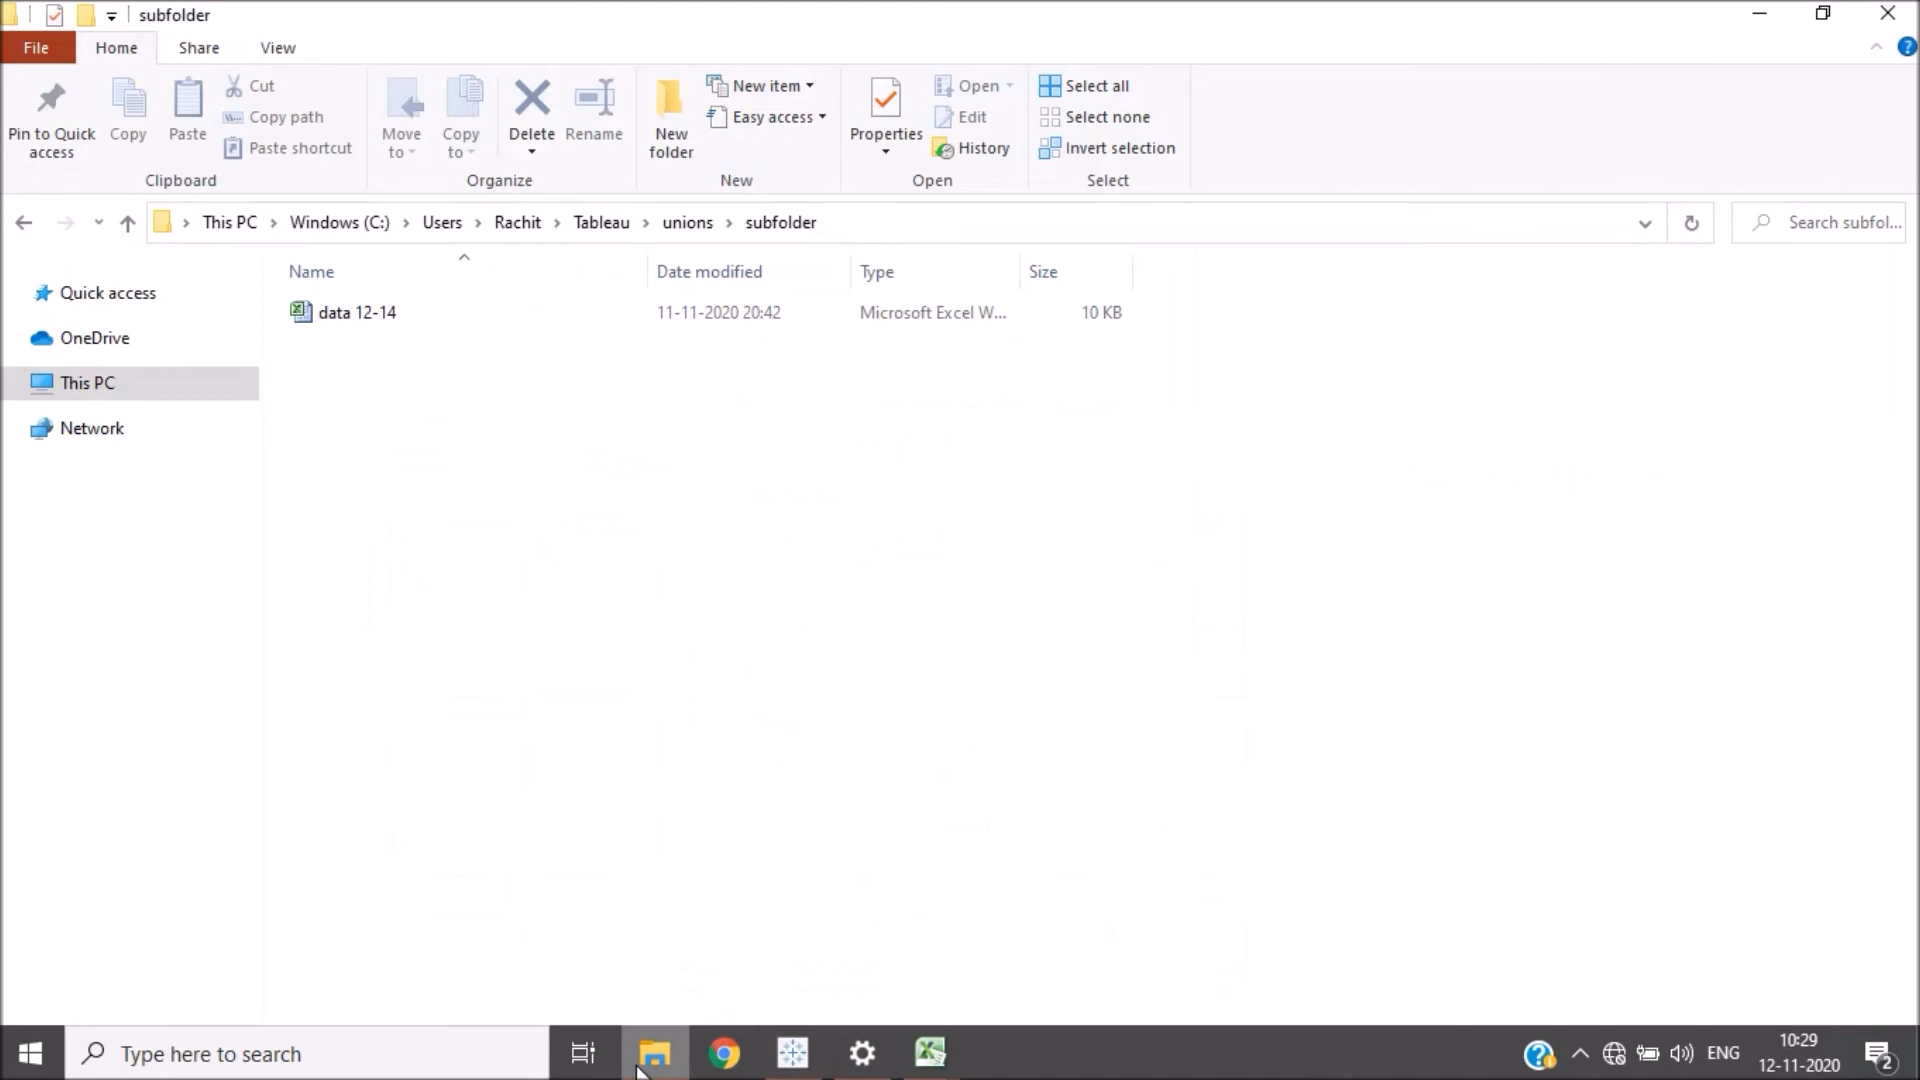 subfolder
File Home Share View
Pin to Quick access
Copy
Paste
Cut
Copy path
Paste shortcut
Clipboard
Move to
Copy to
Delete
Rename
Organize
New folder
New item
Easy access
New
Properties
Open
Edit
History
Open
Select all
Select none
Invert selection
Select
This PC › Windows (C:) › Users › Rachit › Tableau › unions › subfolder
Search subfol...
Name Date modified Type Size
data 12-14 11-11-2020 20:42 Microsoft Excel W... 10 KB
Quick access
OneDrive
This PC
Network
Type here to search
ENG
10:29
12-11-2020
2